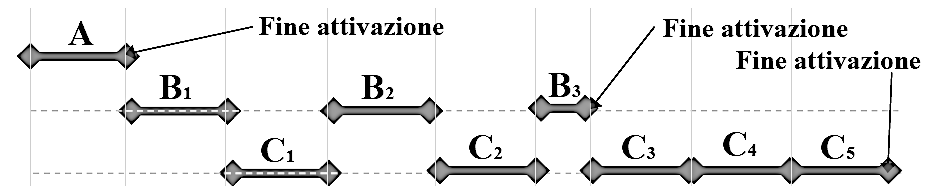 A
Fine attivazione
Fine attivazione
Fine attivazione
B1
B2
B3
C1
C2
C3
C4
C5